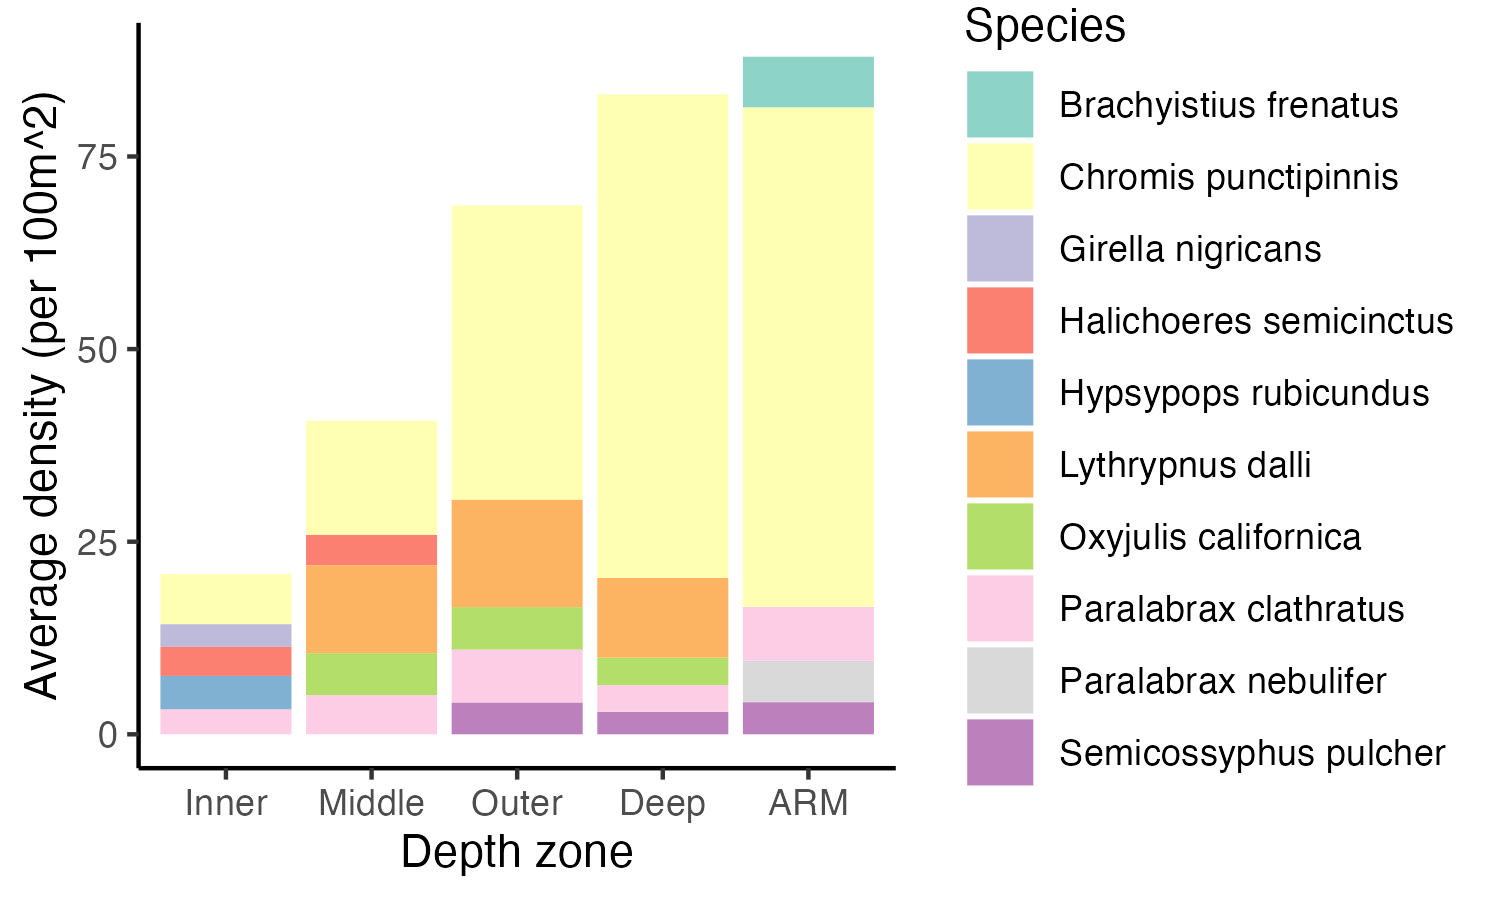 Average density (per 100m^2)
75
50
25
0
Inner Middle Outer Deep ARM
Depth zone
Species
Brachyistius frenatus
Chromis punctipinnis
Girella nigricans
Halichoeres semicinctus
Hypsypops rubicundus
Lythrypnus dalli
Oxyjulis californica
Paralabrax clathratus
Paralabrax nebulifer
Semicossyphus pulcher